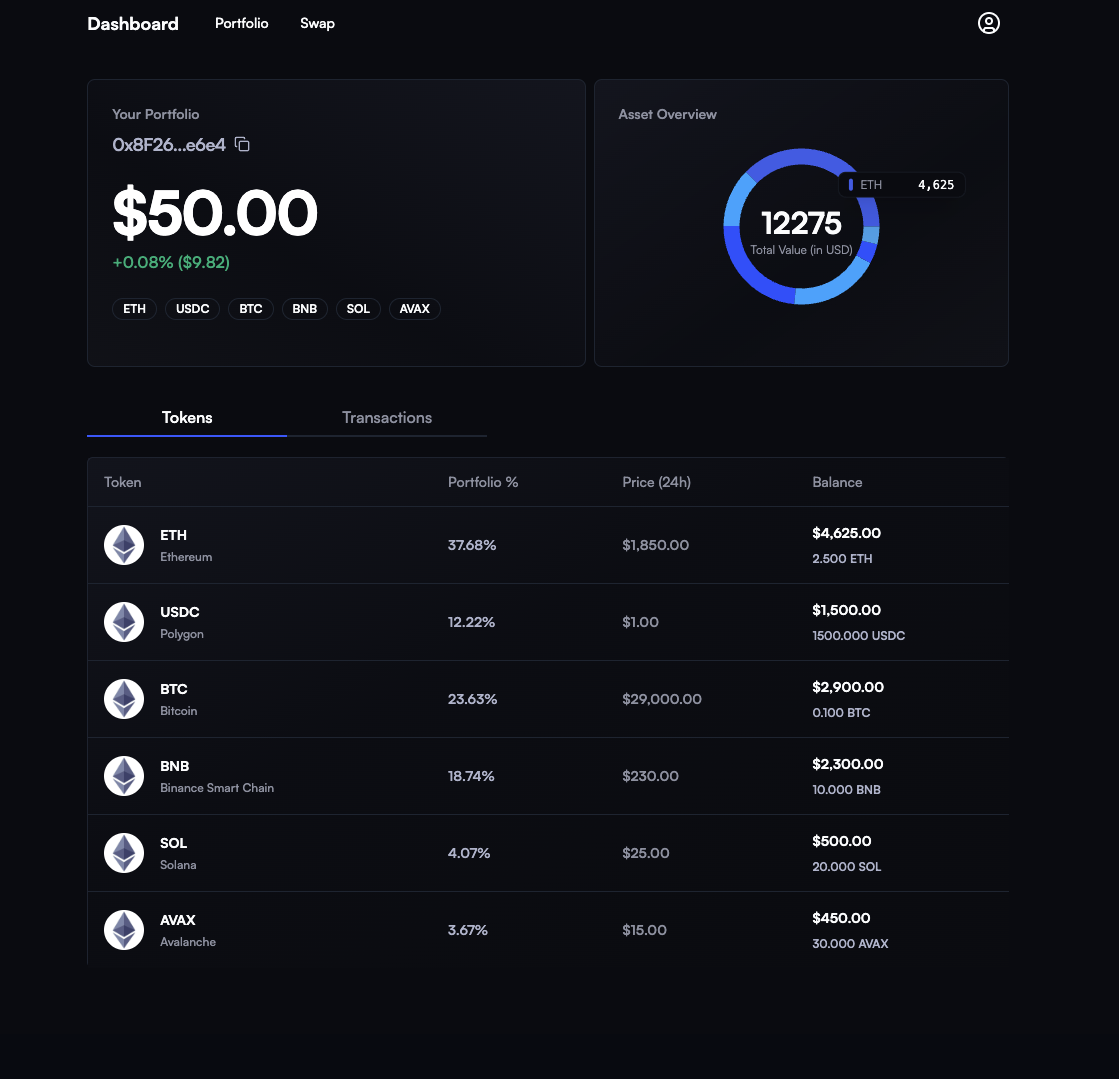 Dashboard Portfolio Swap
Your Portfolio
0x8F26...e6e4
$50.00
+0.08% ($9.82)
ETH USDC BTC BNB SOL AVAX
Asset Overview
ETH 4,625
12275
Total Value (in USD)
Tokens Transactions
Token Portfolio % Price (24h) Balance
ETH
Ethereum
37.68%
$1,850.00
$4,625.00
2.500 ETH
USDC
Polygon
12.22%
$1.00
$1,500.00
1500.000 USDC
BTC
Bitcoin
23.63%
$29,000.00
$2,900.00
0.100 BTC
BNB
Binance Smart Chain
18.74%
$230.00
$2,300.00
10.000 BNB
SOL
Solana
4.07%
$25.00
$500.00
20.000 SOL
AVAX
Avalanche
3.67%
$15.00
$450.00
30.000 AVAX